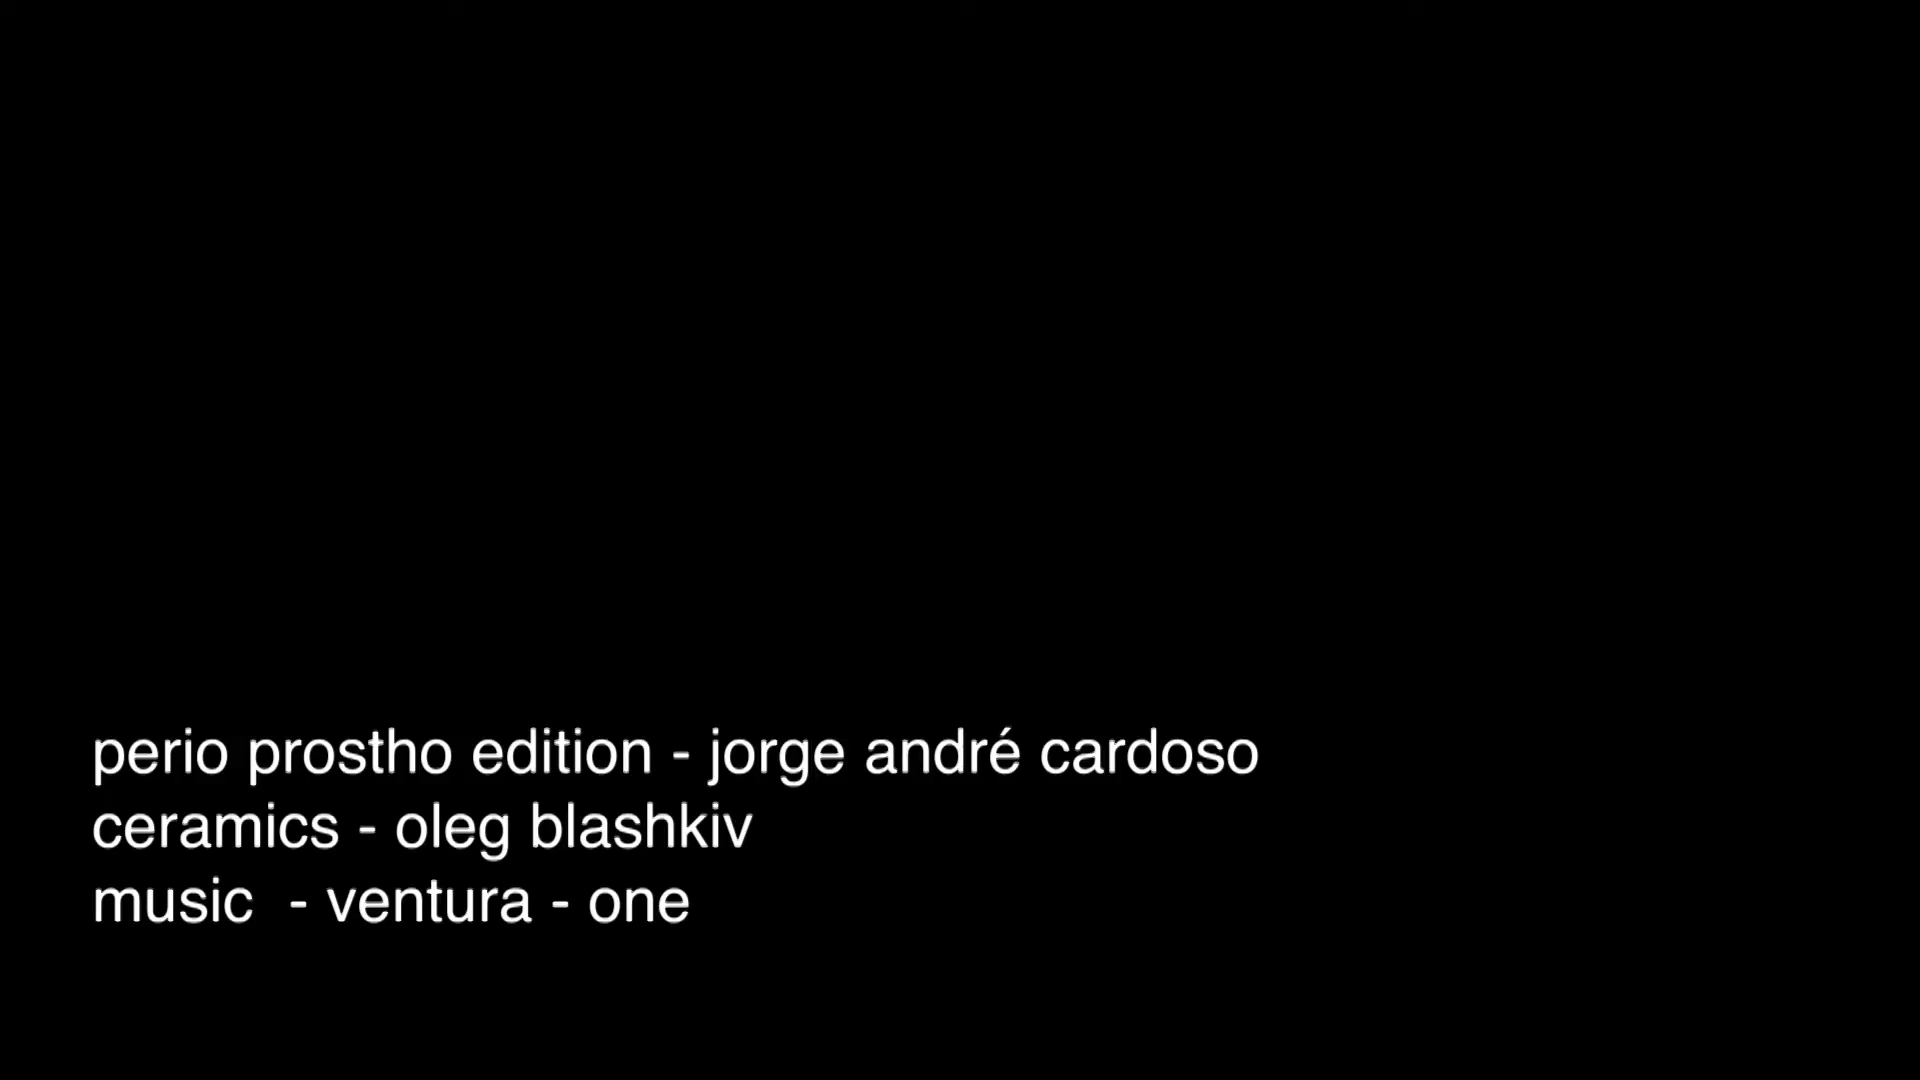 perio prostho edition - jorge andré cardoso
ceramics - oleg blashkiv
music  - ventura - one